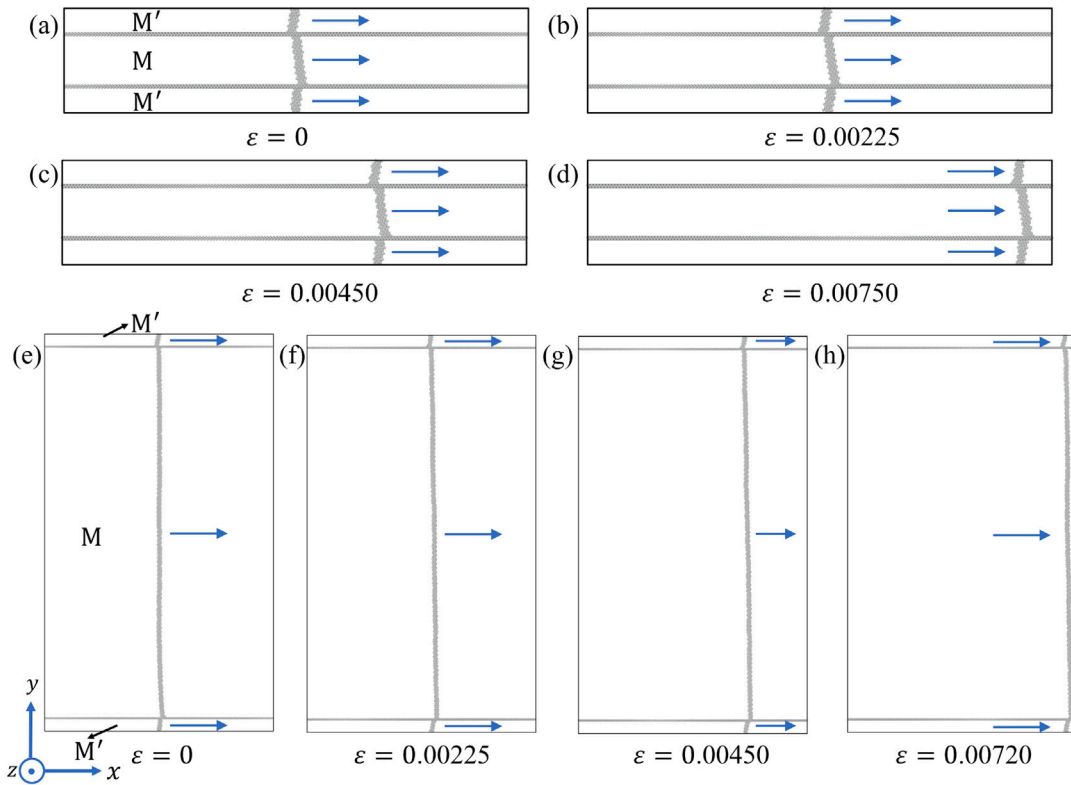 (a) M′
M
M′
ε = 0
(b)
ε = 0.00225
(c)
ε = 0.00450
(d)
ε = 0.00750
(e) M′
M
M′
ε = 0
(f)
ε = 0.00225
(g)
ε = 0.00450
(h)
ε = 0.00720
y
z
x